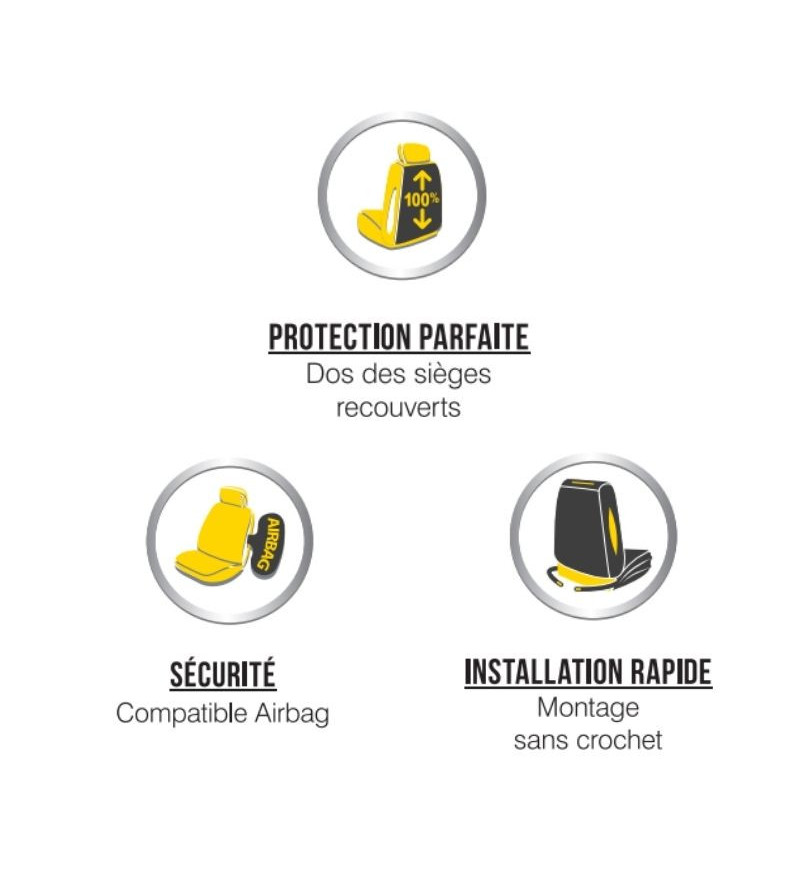 100%
PROTECTION PARFAITE
Dos des sièges
recouverts
AIRBAG
SÉCURITÉ
Compatible Airbag
INSTALLATION RAPIDE
Montage
sans crochet